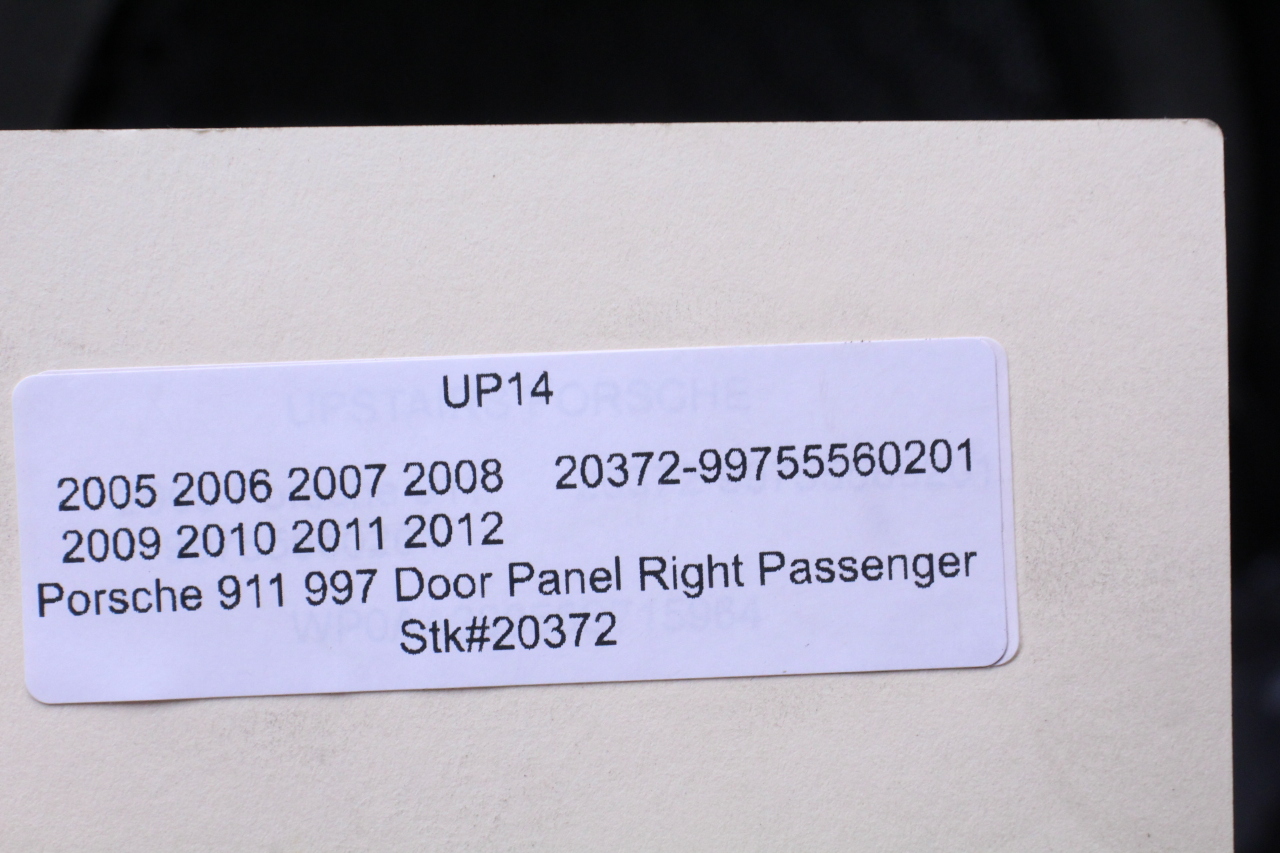 UP14
2005 2006 2007 2008 20372-99755560201
2009 2010 2011 2012
Porsche 911 997 Door Panel Right Passenger
Stk#20372